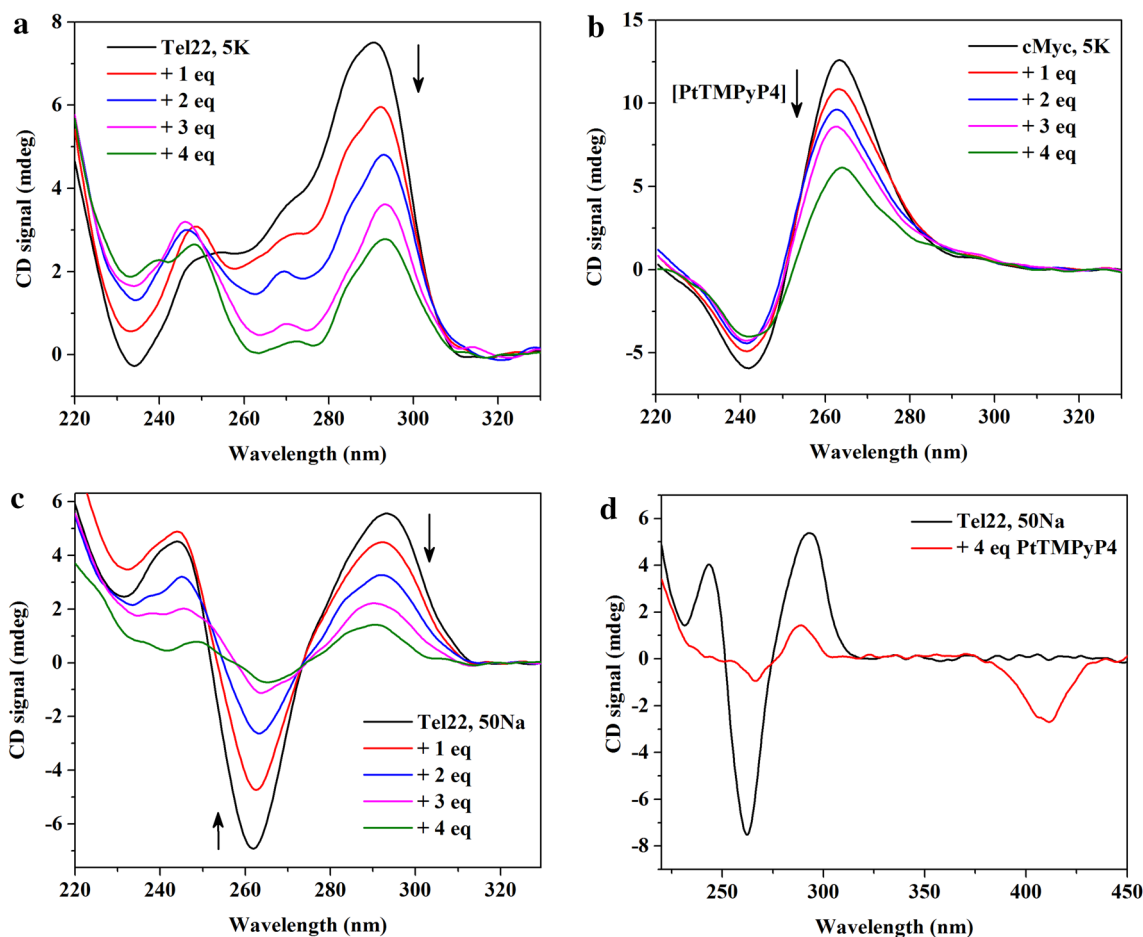 a
Tel22, 5K
+ 1 eq
+ 2 eq
+ 3 eq
+ 4 eq
CD signal (mdeg)
8
6
4
2
0
220 240 260 280 300 320
Wavelength (nm)
b
[PtTMPyP4]
cMyc, 5K
+ 1 eq
+ 2 eq
+ 3 eq
+ 4 eq
CD signal (mdeg)
15
10
5
0
-5
220 240 260 280 300 320
Wavelength (nm)
c
Tel22, 50Na
+ 1 eq
+ 2 eq
+ 3 eq
+ 4 eq
CD signal (mdeg)
6
4
2
0
-2
-4
-6
220 240 260 280 300 320
Wavelength (nm)
d
Tel22, 50Na
+ 4 eq PtTMPyP4
CD signal (mdeg)
6
4
2
0
-2
-4
-6
-8
250 300 350 400 450
Wavelength (nm)